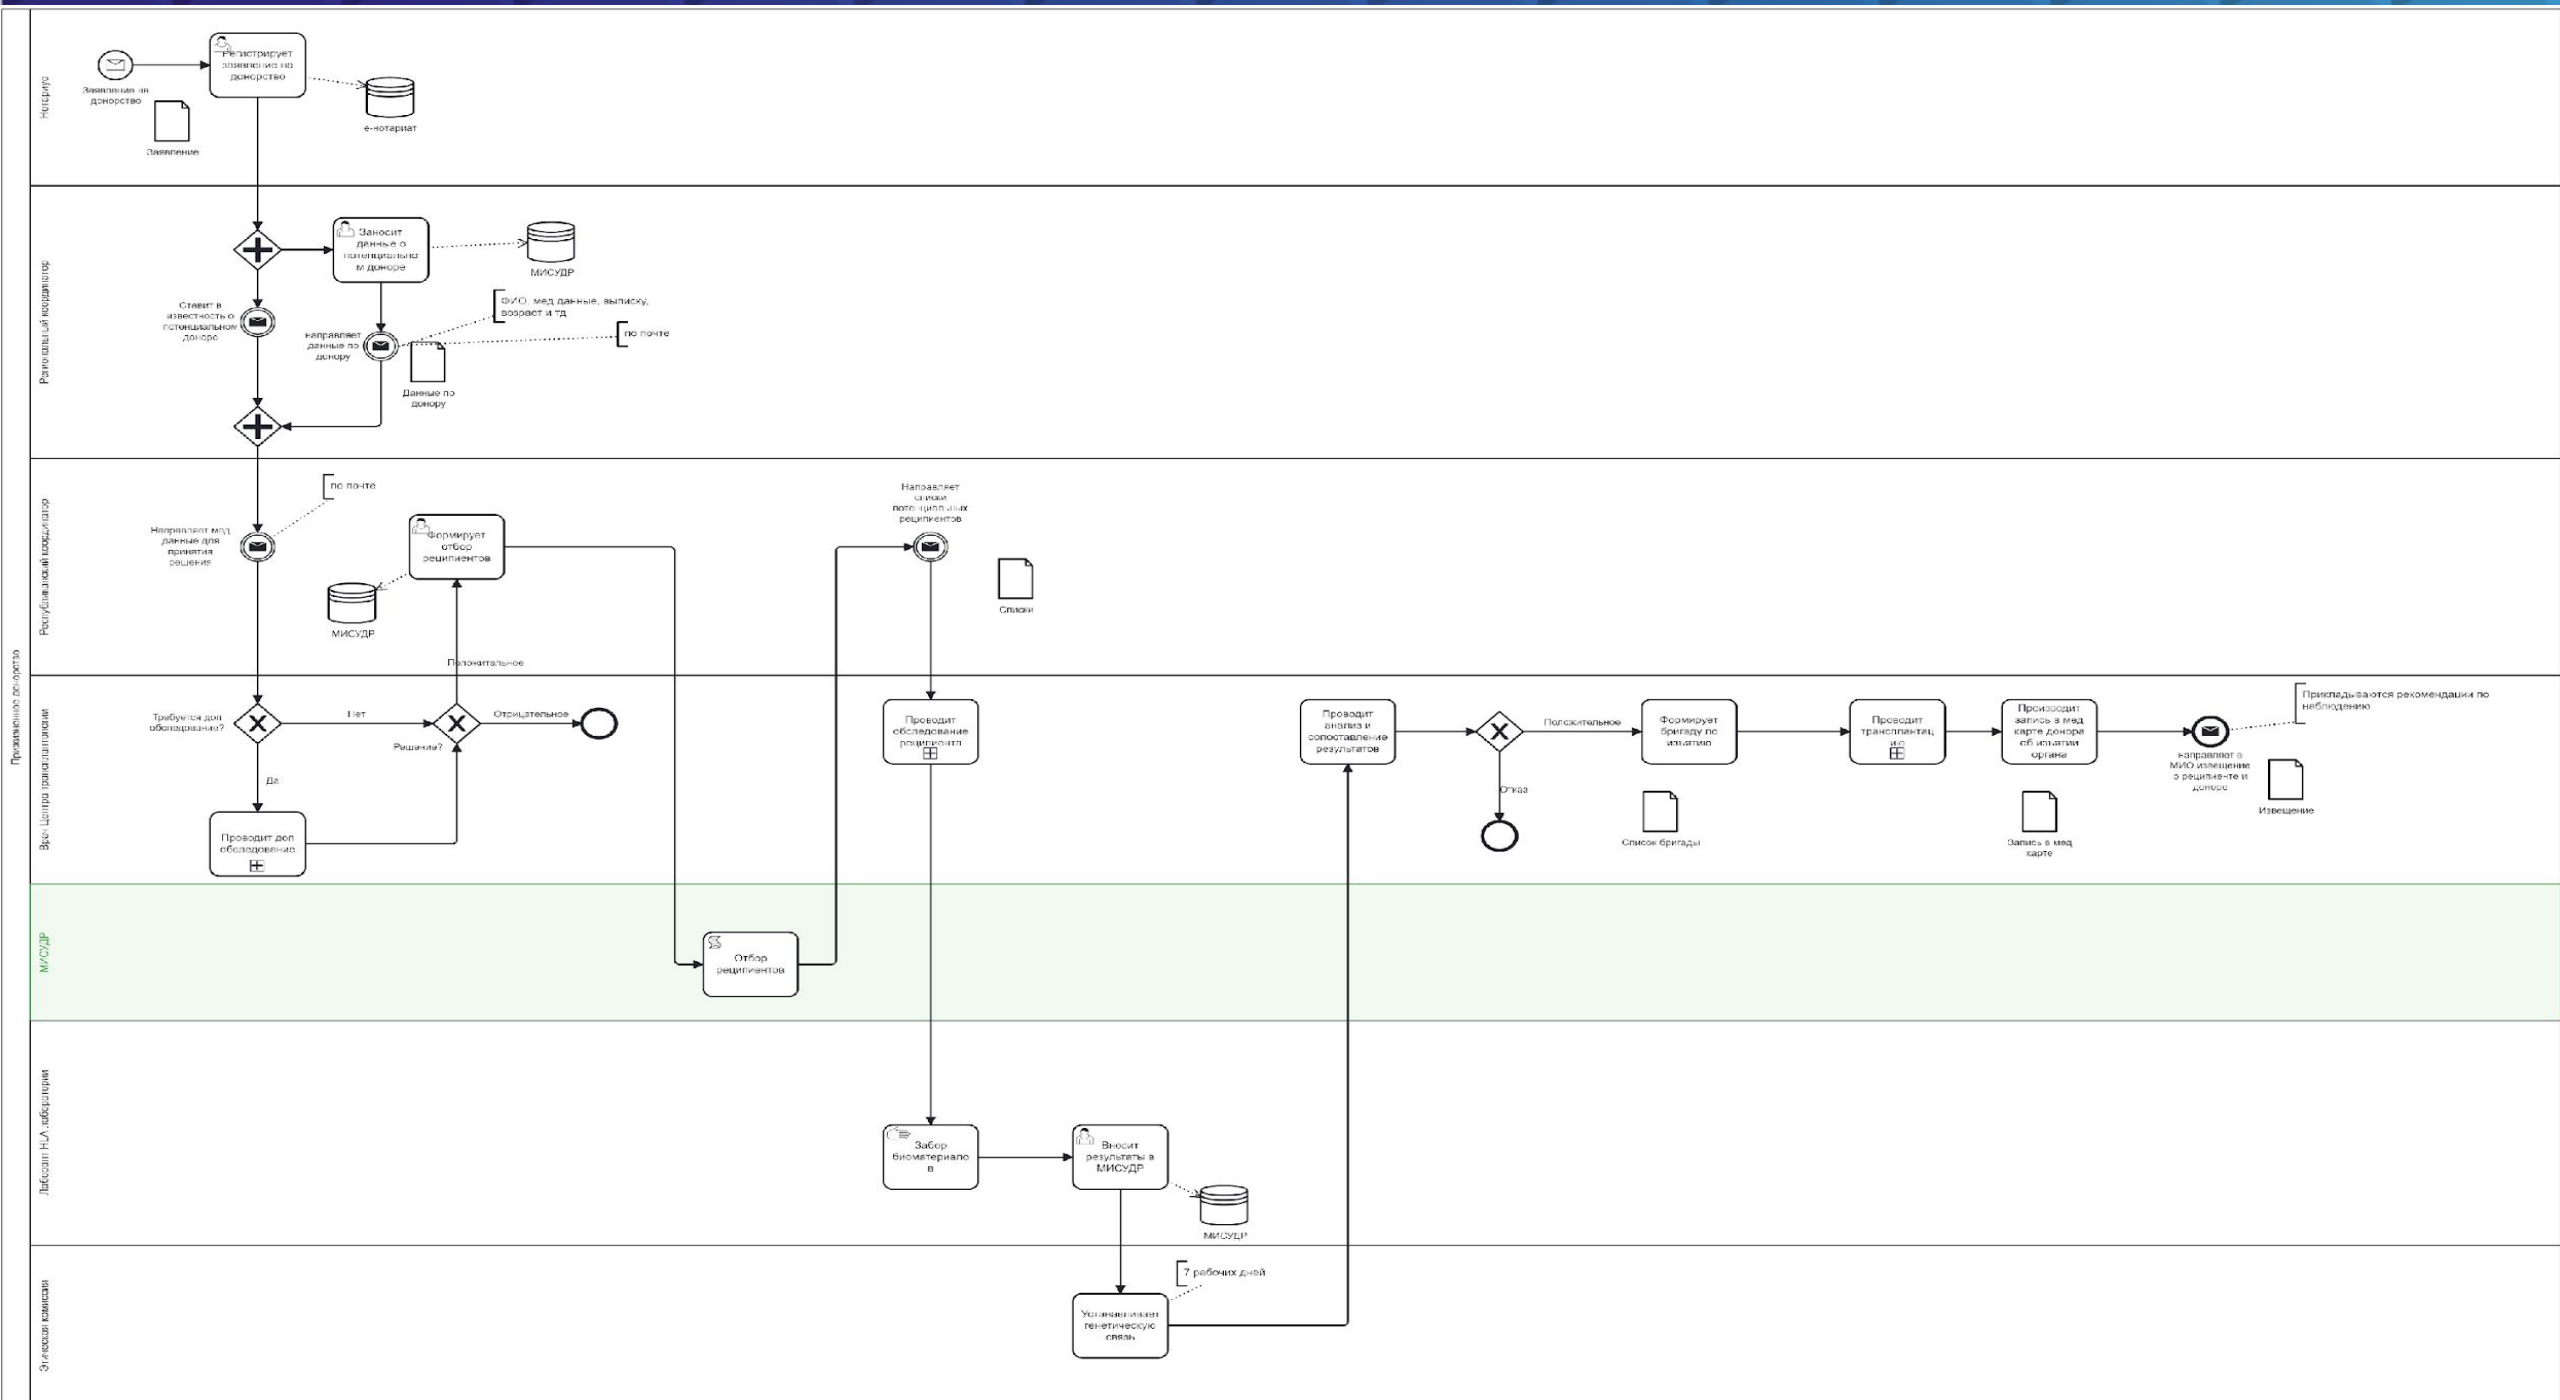 Прижизненное донорство
Нотариус
Заявление на
донорство
Регистрирует
заявление на
донорство
Заявление
е-нотариат
Региональный координатор
Заносит
данные о
потенциально
м доноре
МИСУДР
Ставит в
известность о
потенциальном
доноре
направляет
данные по
донору
ФИО, мед данные, выписку,
возраст и тд
по почте
Данные по
донору
Республиканский координатор
Направляет мед
данные для
принятия
решения
по почте
Формирует
отбор
реципиентов
МИСУДР
Направляет
списки
потенциальных
реципиентов
Списки
Врач Центра трансплантологии
Требуется доп
обследование?
Нет
Да
Проводит доп
обследование
Решение?
Положительное
Отрицательное
Проводит
обследование
реципиента
Проводит
анализ и
сопоставление
результатов
Положительное
Отказ
Формирует
бригаду по
изъятию
Список бригады
Проводит
трансплантац
ию
Производит
запись в мед
карте донора
об изъятии
органа
Запись в мед
карте
направляет в
МИО извещение
о реципиенте и
доноре
Прикладываются рекомендации по
наблюдению
Извещение
МИСУДР
Отбор
реципиентов
Лаборант HLA лаборатории
Забор
биоматериало
в
Вносит
результаты в
МИСУДР
МИСУДР
Этическая комиссия
7 рабочих дней
Устанавливает
генетическую
связь